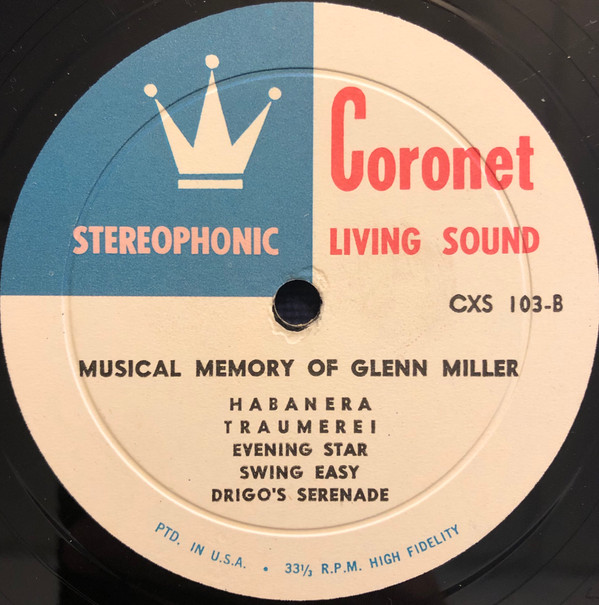 Coronet
STEREOPHONIC LIVING SOUND
CXS 103-B
MUSICAL MEMORY OF GLENN MILLER
HABANERA
TRAUMEREI
EVENING STAR
SWING EASY
DRIGO'S SERENADE
PTD. IN U.S.A. • 33⅓ R.P.M. HIGH FIDELITY